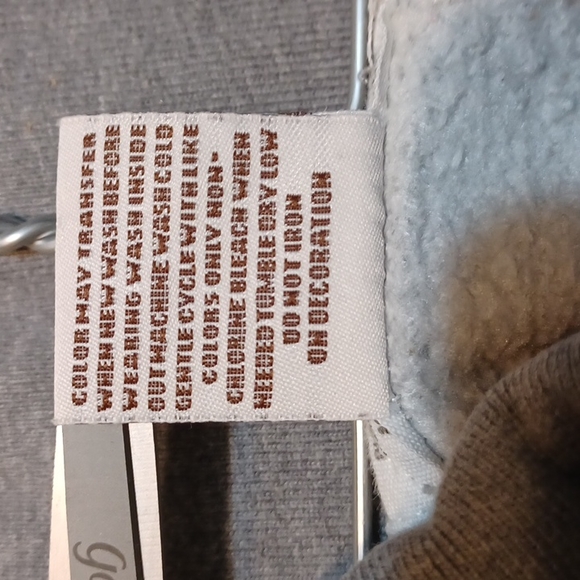 COLOR MAY TRANSFER
WHEN NEW WASH BEFORE
WEARING WASH INSIDE
OUT MACHINE WASH COLD
GENTLE CYCLE WITH LIKE
COLORS ONLY NON-
CHLORINE BLEACH WHEN
NEEDED TUMBLE DRY LOW
DO NOT IRON
ON DECORATION